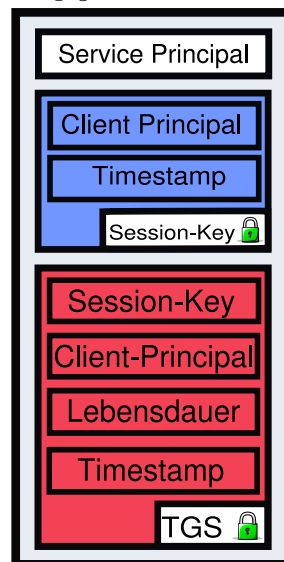 Service Principal
Client Principal
Timestamp
Session-Key
Session-Key
Client-Principal
Lebensdauer
Timestamp
TGS